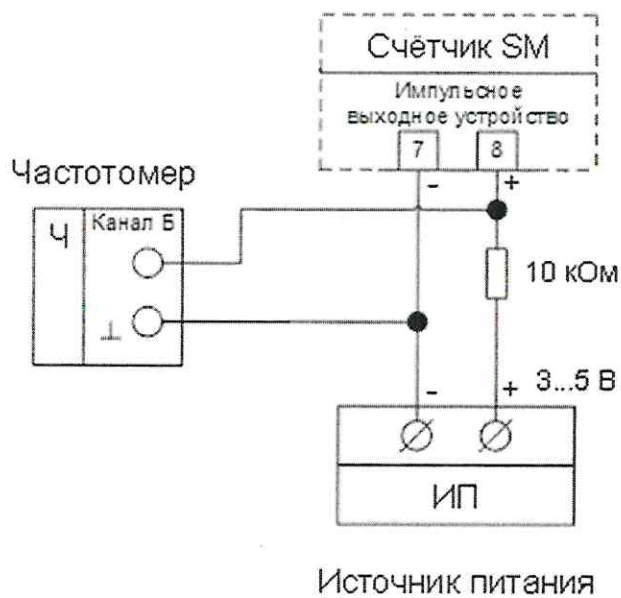 Счётчик SM
Импульсное
выходное устройство
7 8
- +
Частотомер
Ч Канал Б
⊥
10 кОм
- + 3...5 В
ИП
Источник питания